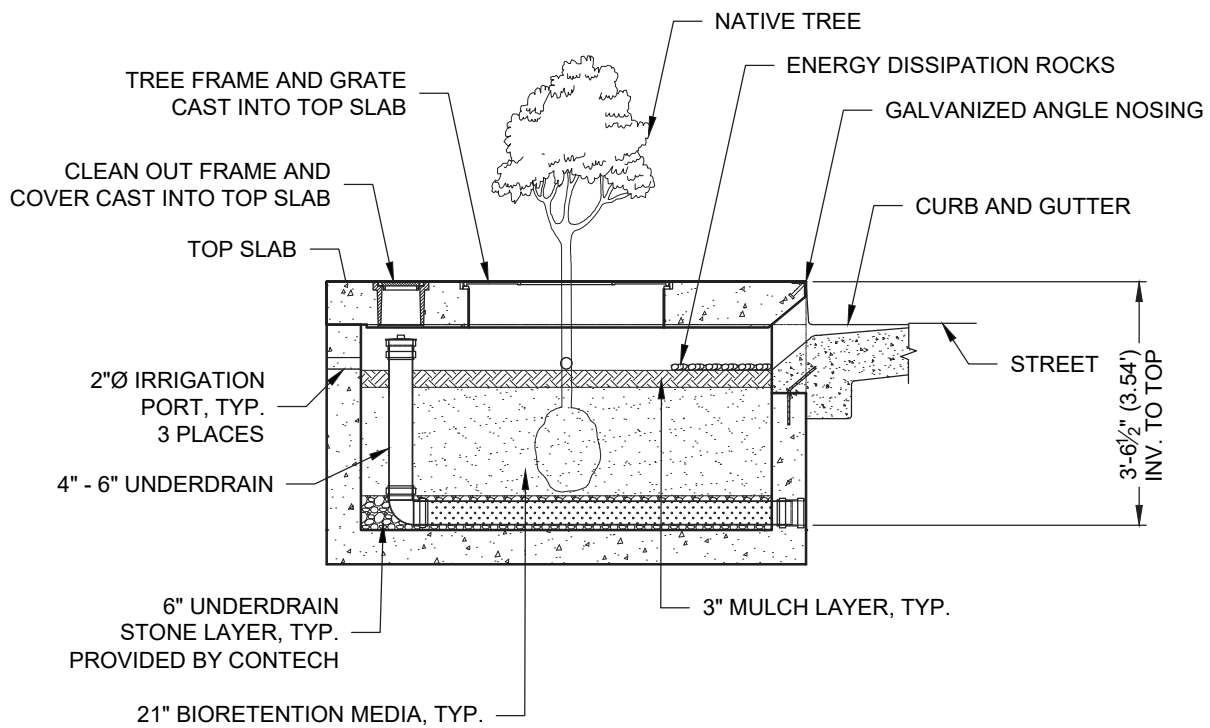 NATIVE TREE
TREE FRAME AND GRATE
CAST INTO TOP SLAB
ENERGY DISSIPATION ROCKS
GALVANIZED ANGLE NOSING
CLEAN OUT FRAME AND
COVER CAST INTO TOP SLAB
CURB AND GUTTER
TOP SLAB
STREET
2"Ø IRRIGATION
PORT, TYP.
3 PLACES
3'-6½" (3.54')
INV. TO TOP
4" - 6" UNDERDRAIN
6" UNDERDRAIN
STONE LAYER, TYP.
PROVIDED BY CONTECH
3" MULCH LAYER, TYP.
21" BIORETENTION MEDIA, TYP.